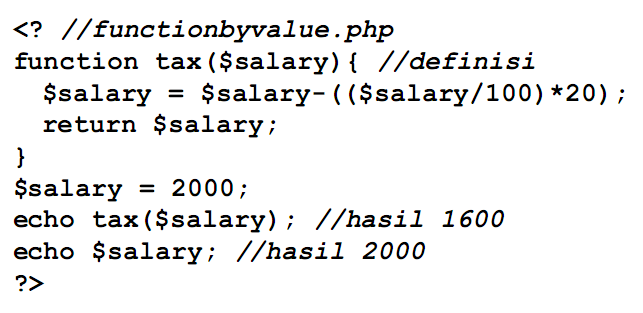 <? //functionbyvalue.php
function tax($salary){ //definisi
  $salary = $salary-(($salary/100)*20);
  return $salary;
}
$salary = 2000;
echo tax($salary); //hasil 1600
echo $salary; //hasil 2000
?>